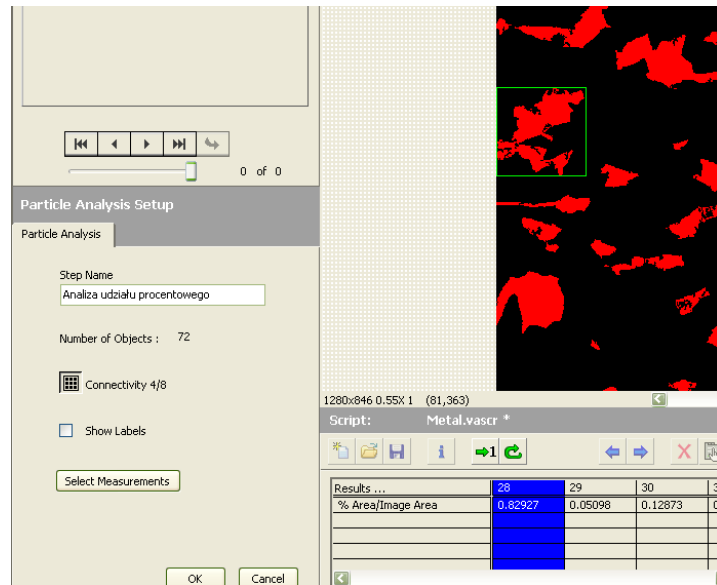 0 of 0
Particle Analysis Setup
Particle Analysis
Step Name
Analiza udziału procentowego
Number of Objects : 72
Connectivity 4/8
Show Labels
Select Measurements
OK Cancel
1280x846 0.55X 1 (81,363)
Script: Metal.vascr *
1
Results ... 28 29 30
% Area/Image Area 0.82927 0.05098 0.12873